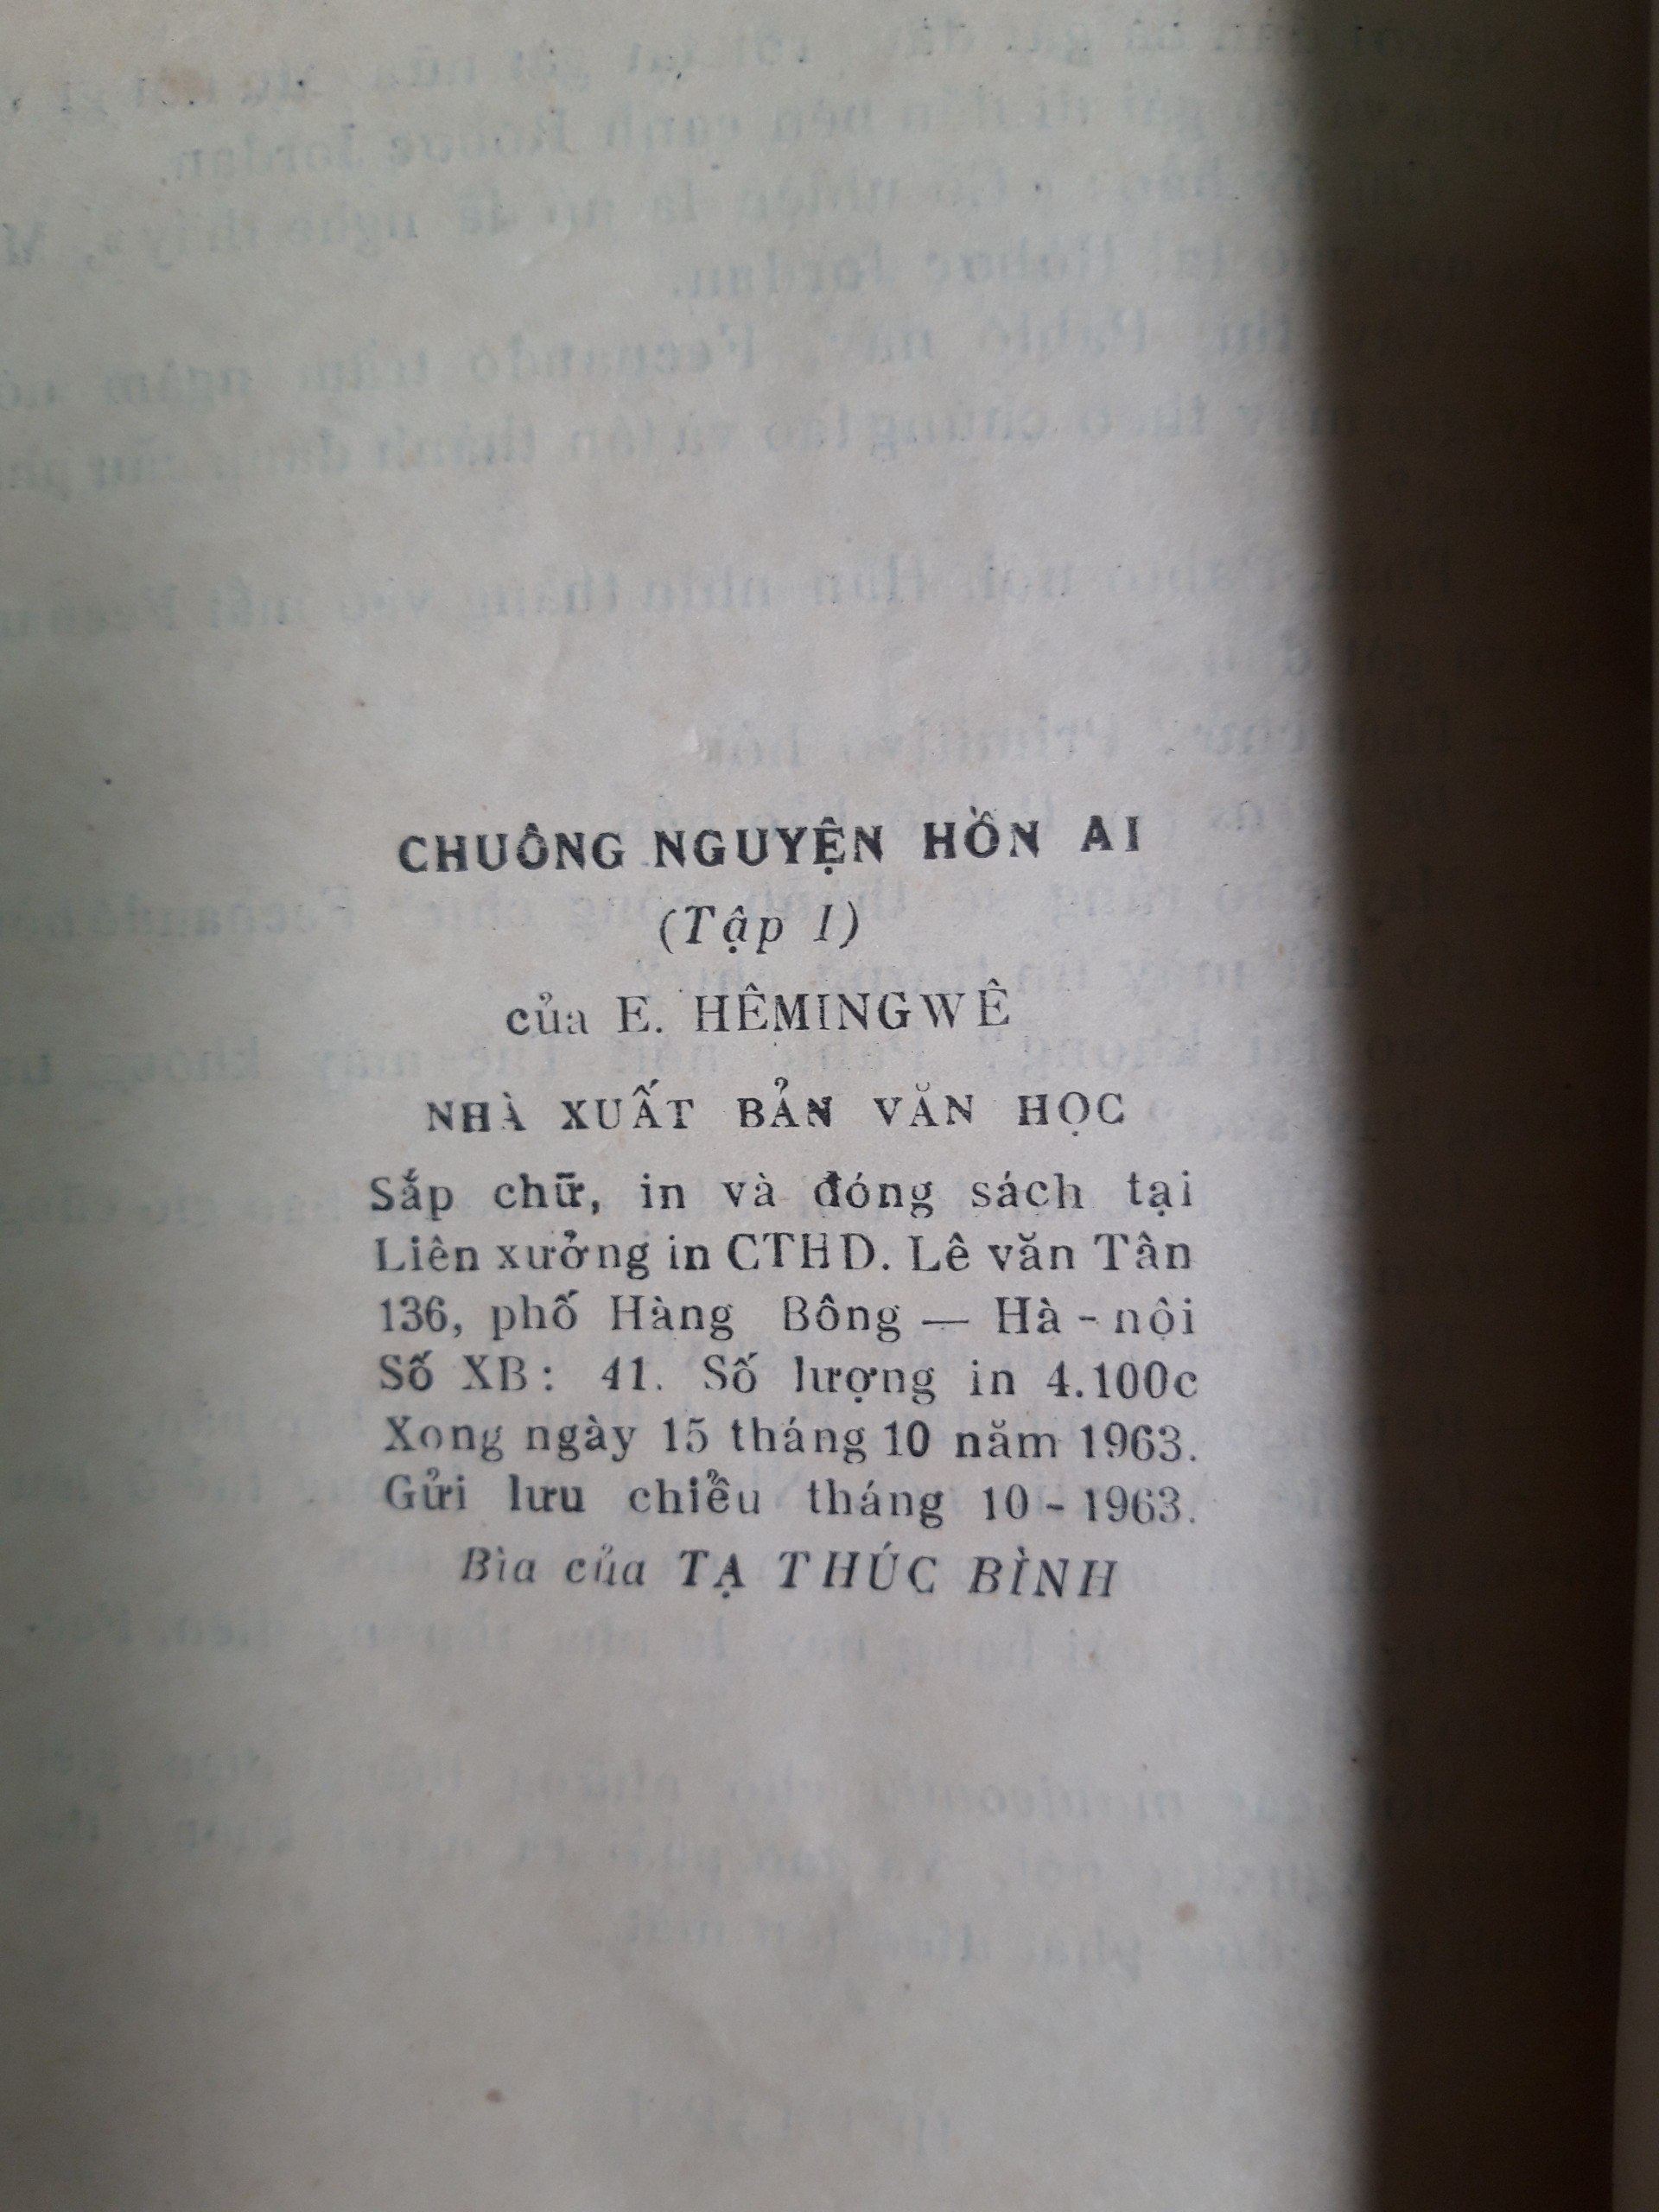 CHUÔNG NGUYỆN HỒN AI
(Tập I)
của E. HÊMINGWÊ
NHÀ XUẤT BẢN VĂN HỌC
Sắp chữ, in và đóng sách tại
Liên xưởng in CTHD. Lê văn Tân
136, phố Hàng Bông — Hà - nội
Số XB: 41. Số lượng in 4.100c
Xong ngày 15 tháng 10 năm 1963.
Gửi lưu chiểu tháng 10 - 1963.
Bìa của TẠ THÚC BÌNH